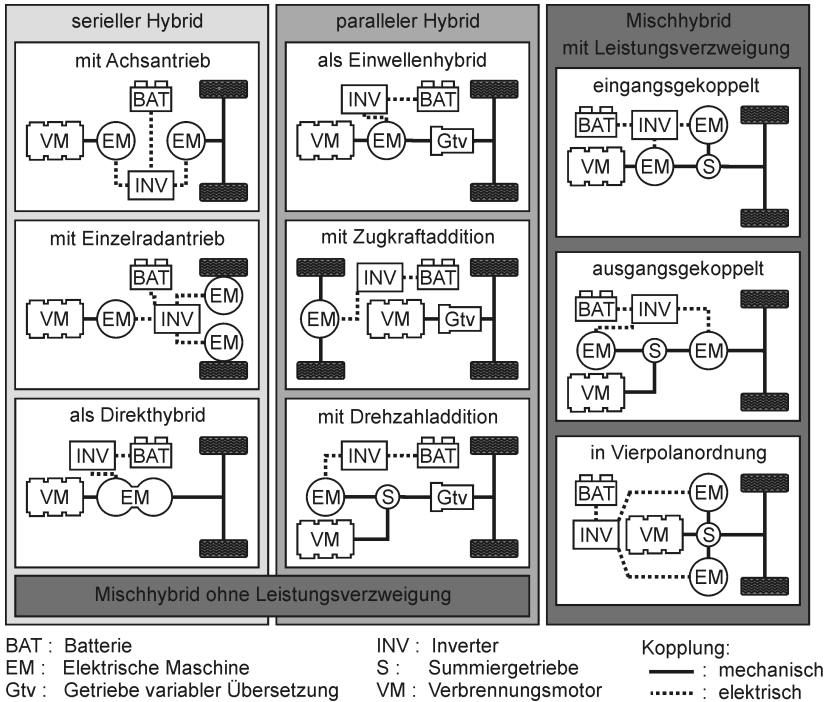 serieller Hybrid
mit Achsantrieb
BAT
VM
EM
EM
INV
mit Einzelradantrieb
BAT
EM
VM
EM
INV
EM
als Direkthybrid
INV
BAT
VM
EM
paralleler Hybrid
als Einwellenhybrid
INV
BAT
VM
EM
Gtv
mit Zugkraftaddition
INV
BAT
EM
VM
Gtv
mit Drehzahladdition
INV
BAT
EM
S
Gtv
VM
Mischhybrid ohne Leistungsverzweigung
Mischhybrid
mit Leistungsverzweigung
eingangsgekoppelt
BAT
INV
EM
VM
EM
S
ausgangsgekoppelt
BAT
INV
EM
S
EM
VM
in Vierpolanordnung
BAT
EM
INV
VM
S
EM
BAT : Batterie
EM : Elektrische Maschine
Gtv : Getriebe variabler Übersetzung
INV : Inverter
S : Summiergetriebe
VM : Verbrennungsmotor
Kopplung:
: mechanisch
: elektrisch